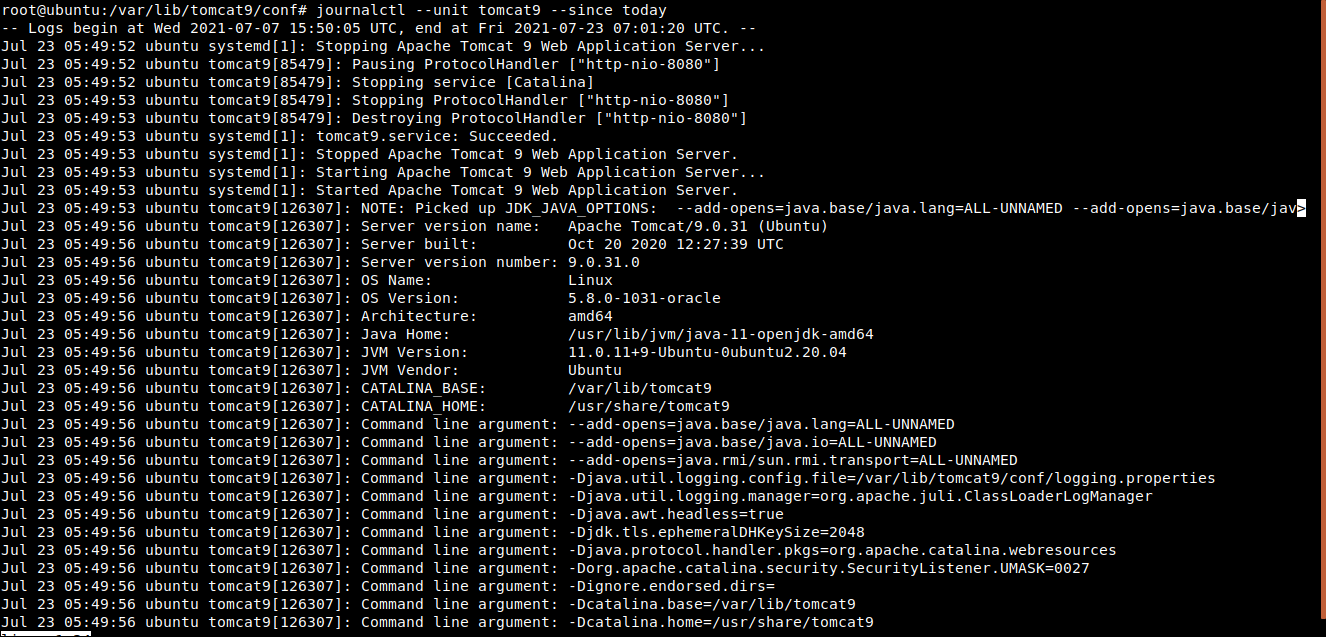 root@ubuntu:/var/lib/tomcat9/conf# journalctl --unit tomcat9 --since today
-- Logs begin at Wed 2021-07-07 15:50:05 UTC, end at Fri 2021-07-23 07:01:20 UTC. --
Jul 23 05:49:52 ubuntu systemd[1]: Stopping Apache Tomcat 9 Web Application Server...
Jul 23 05:49:52 ubuntu tomcat9[85479]: Pausing ProtocolHandler ["http-nio-8080"]
Jul 23 05:49:52 ubuntu tomcat9[85479]: Stopping service [Catalina]
Jul 23 05:49:53 ubuntu tomcat9[85479]: Stopping ProtocolHandler ["http-nio-8080"]
Jul 23 05:49:53 ubuntu tomcat9[85479]: Destroying ProtocolHandler ["http-nio-8080"]
Jul 23 05:49:53 ubuntu systemd[1]: tomcat9.service: Succeeded.
Jul 23 05:49:53 ubuntu systemd[1]: Stopped Apache Tomcat 9 Web Application Server.
Jul 23 05:49:53 ubuntu systemd[1]: Starting Apache Tomcat 9 Web Application Server...
Jul 23 05:49:53 ubuntu systemd[1]: Started Apache Tomcat 9 Web Application Server.
Jul 23 05:49:53 ubuntu tomcat9[126307]: NOTE: Picked up JDK_JAVA_OPTIONS:  --add-opens=java.base/java.lang=ALL-UNNAMED --add-opens=java.base/jav>
Jul 23 05:49:56 ubuntu tomcat9[126307]: Server version name:   Apache Tomcat/9.0.31 (Ubuntu)
Jul 23 05:49:56 ubuntu tomcat9[126307]: Server built:          Oct 20 2020 12:27:39 UTC
Jul 23 05:49:56 ubuntu tomcat9[126307]: Server version number: 9.0.31.0
Jul 23 05:49:56 ubuntu tomcat9[126307]: OS Name:               Linux
Jul 23 05:49:56 ubuntu tomcat9[126307]: OS Version:            5.8.0-1031-oracle
Jul 23 05:49:56 ubuntu tomcat9[126307]: Architecture:          amd64
Jul 23 05:49:56 ubuntu tomcat9[126307]: Java Home:             /usr/lib/jvm/java-11-openjdk-amd64
Jul 23 05:49:56 ubuntu tomcat9[126307]: JVM Version:           11.0.11+9-Ubuntu-0ubuntu2.20.04
Jul 23 05:49:56 ubuntu tomcat9[126307]: JVM Vendor:            Ubuntu
Jul 23 05:49:56 ubuntu tomcat9[126307]: CATALINA_BASE:         /var/lib/tomcat9
Jul 23 05:49:56 ubuntu tomcat9[126307]: CATALINA_HOME:         /usr/share/tomcat9
Jul 23 05:49:56 ubuntu tomcat9[126307]: Command line argument: --add-opens=java.base/java.lang=ALL-UNNAMED
Jul 23 05:49:56 ubuntu tomcat9[126307]: Command line argument: --add-opens=java.base/java.io=ALL-UNNAMED
Jul 23 05:49:56 ubuntu tomcat9[126307]: Command line argument: --add-opens=java.rmi/sun.rmi.transport=ALL-UNNAMED
Jul 23 05:49:56 ubuntu tomcat9[126307]: Command line argument: -Djava.util.logging.config.file=/var/lib/tomcat9/conf/logging.properties
Jul 23 05:49:56 ubuntu tomcat9[126307]: Command line argument: -Djava.util.logging.manager=org.apache.juli.ClassLoaderLogManager
Jul 23 05:49:56 ubuntu tomcat9[126307]: Command line argument: -Djava.awt.headless=true
Jul 23 05:49:56 ubuntu tomcat9[126307]: Command line argument: -Djdk.tls.ephemeralDHKeySize=2048
Jul 23 05:49:56 ubuntu tomcat9[126307]: Command line argument: -Djava.protocol.handler.pkgs=org.apache.catalina.webresources
Jul 23 05:49:56 ubuntu tomcat9[126307]: Command line argument: -Dorg.apache.catalina.security.SecurityListener.UMASK=0027
Jul 23 05:49:56 ubuntu tomcat9[126307]: Command line argument: -Dignore.endorsed.dirs=
Jul 23 05:49:56 ubuntu tomcat9[126307]: Command line argument: -Dcatalina.base=/var/lib/tomcat9
Jul 23 05:49:56 ubuntu tomcat9[126307]: Command line argument: -Dcatalina.home=/usr/share/tomcat9